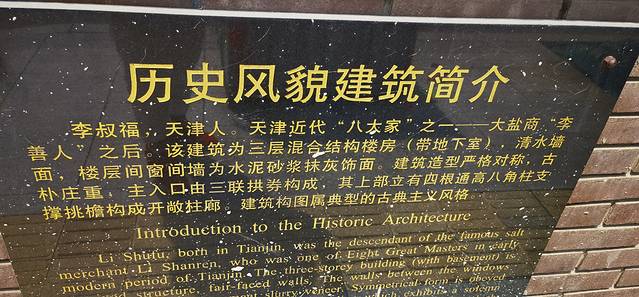 历史风貌建筑简介
李叔福，天津人。天津近代“八大家”之一——大盐商“李
善人”之后。该建筑为三层混合结构楼房（带地下室），清水墙
面，楼层间窗间墙为水泥砂浆抹灰饰面。建筑造型严格对称，古
朴庄重，主入口由三联拱券构成，其上部立有四根通高八角柱支
撑挑檐构成开敞柱廊。建筑构图属典型的古典主义风格。
Introduction to the Historic Architecture
Li Shufu, born in Tianjin, was the descendant of the famous salt
merchant Li Shanren, who was one of Eight Great Masters in early
modern period of Tianjin. The three-storey building (with basement) is
structure, fair-faced walls. The walls between the windows
slurry veneer. Symmetrical form is
which exhibits a solemn